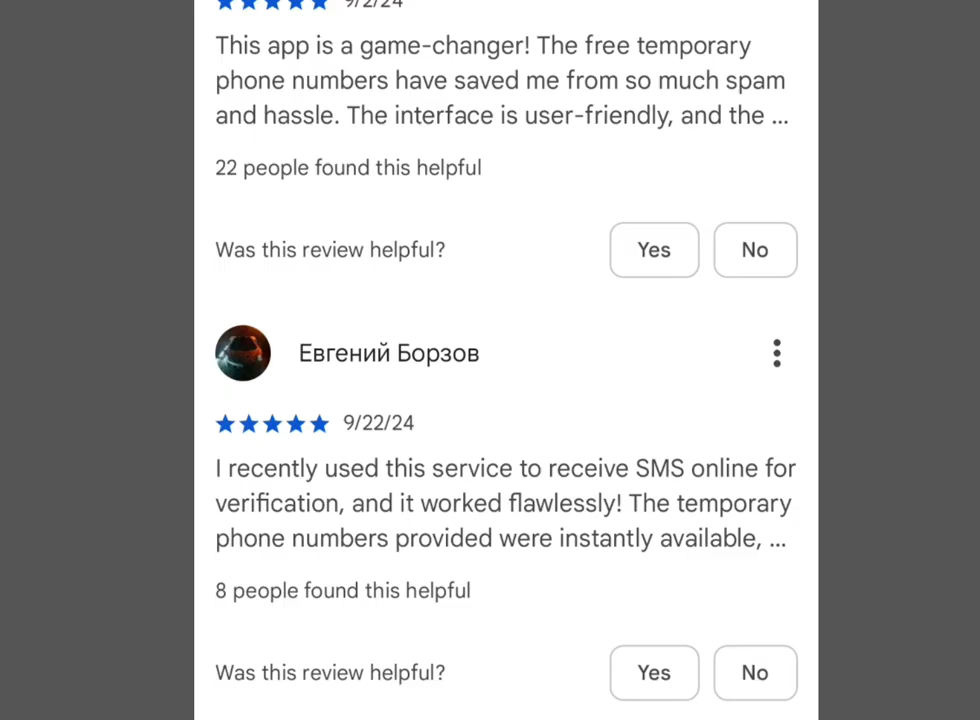 9/2/24
This app is a game-changer! The free temporary
phone numbers have saved me from so much spam
and hassle. The interface is user-friendly, and the ...
22 people found this helpful
Was this review helpful?
Yes
No
Евгений Борзов
9/22/24
I recently used this service to receive SMS online for
verification, and it worked flawlessly! The temporary
phone numbers provided were instantly available, ...
8 people found this helpful
Was this review helpful?
Yes
No